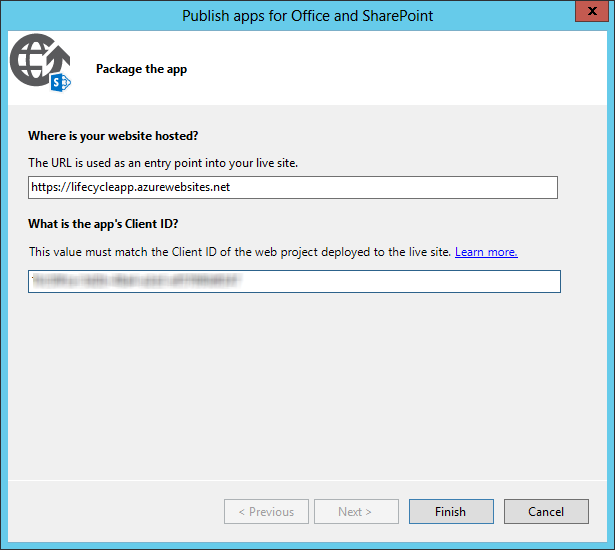 Publish apps for Office and SharePoint
x
S
Package the app
Where is your website hosted?
The URL is used as an entry point into your live site.
https://lifecycleapp.azurewebsites.net
What is the app's Client ID?
This value must match the Client ID of the web project deployed to the live site. Learn more.
< Previous Next > Finish Cancel